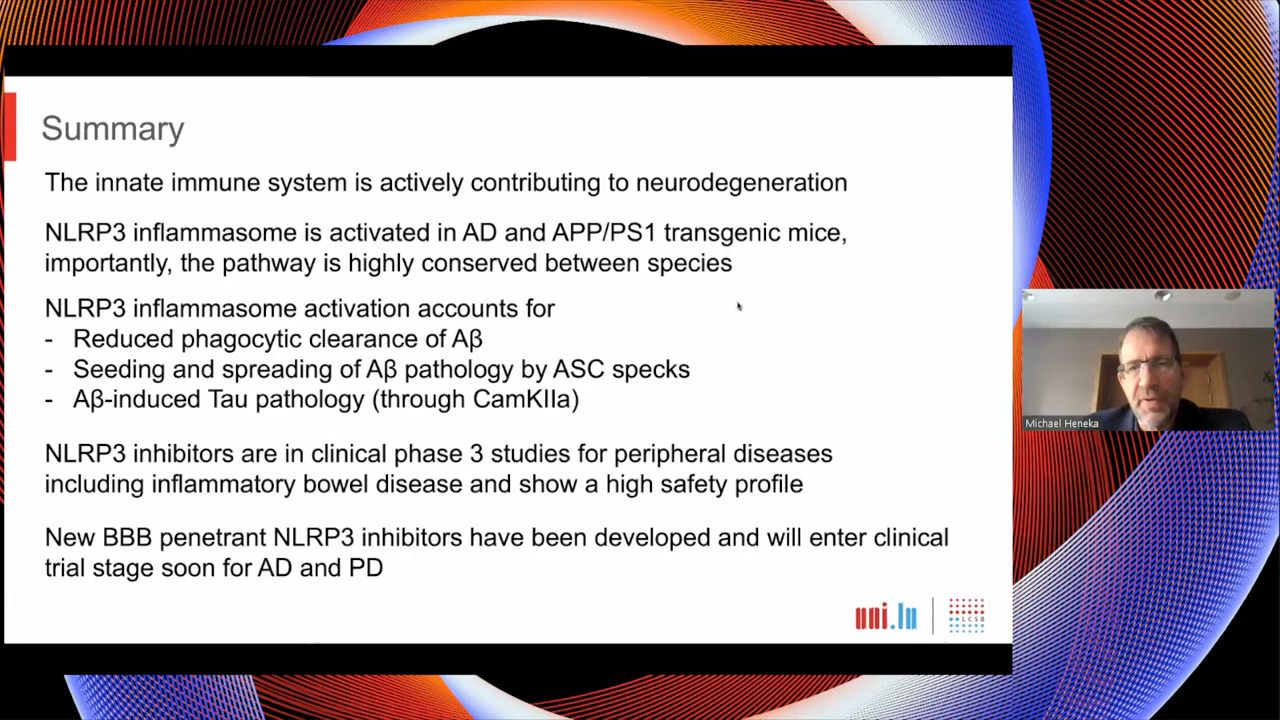 Summary
The innate immune system is actively contributing to neurodegeneration
NLRP3 inflammasome is activated in AD and APP/PS1 transgenic mice,
importantly, the pathway is highly conserved between species
NLRP3 inflammasome activation accounts for
- Reduced phagocytic clearance of Aβ
- Seeding and spreading of Aβ pathology by ASC specks
- Aβ-induced Tau pathology (through CamKIIa)
NLRP3 inhibitors are in clinical phase 3 studies for peripheral diseases
including inflammatory bowel disease and show a high safety profile
New BBB penetrant NLRP3 inhibitors have been developed and will enter clinical
trial stage soon for AD and PD
uni.lu
LCSB
Michael Heneka